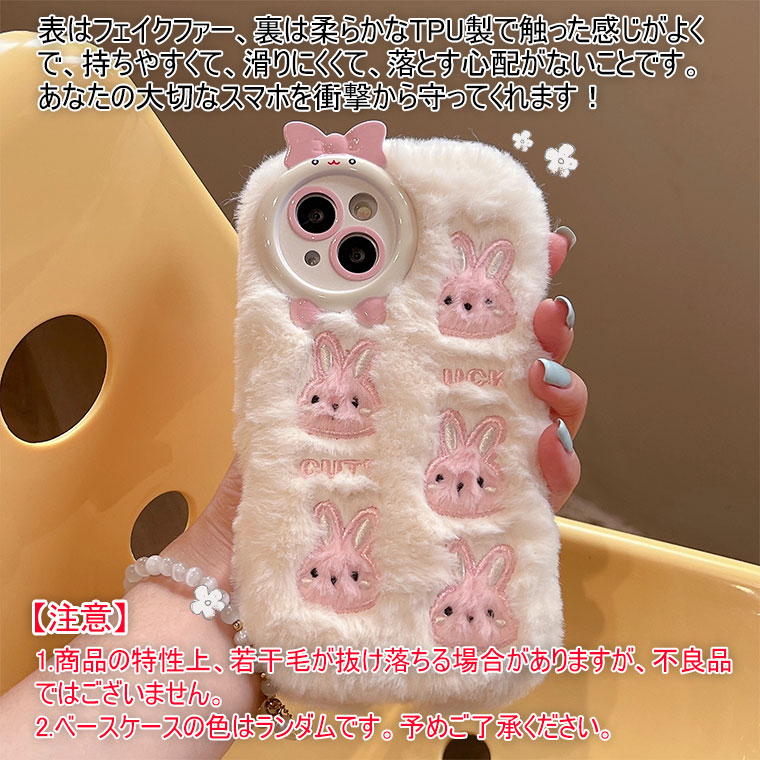 表はフェイクファー、裏は柔らかなTPU製で触った感じがよく
で、持ちやすくて、滑りにくくて、落とす心配がないことです。
あなたの大切なスマホを衝撃から守ってくれます！
UCK
CUT
【注意】
1.商品の特性上、若干毛が抜け落ちる場合がありますが、不良品
ではございません。
2.ベースケースの色はランダムです。予めご了承ください。